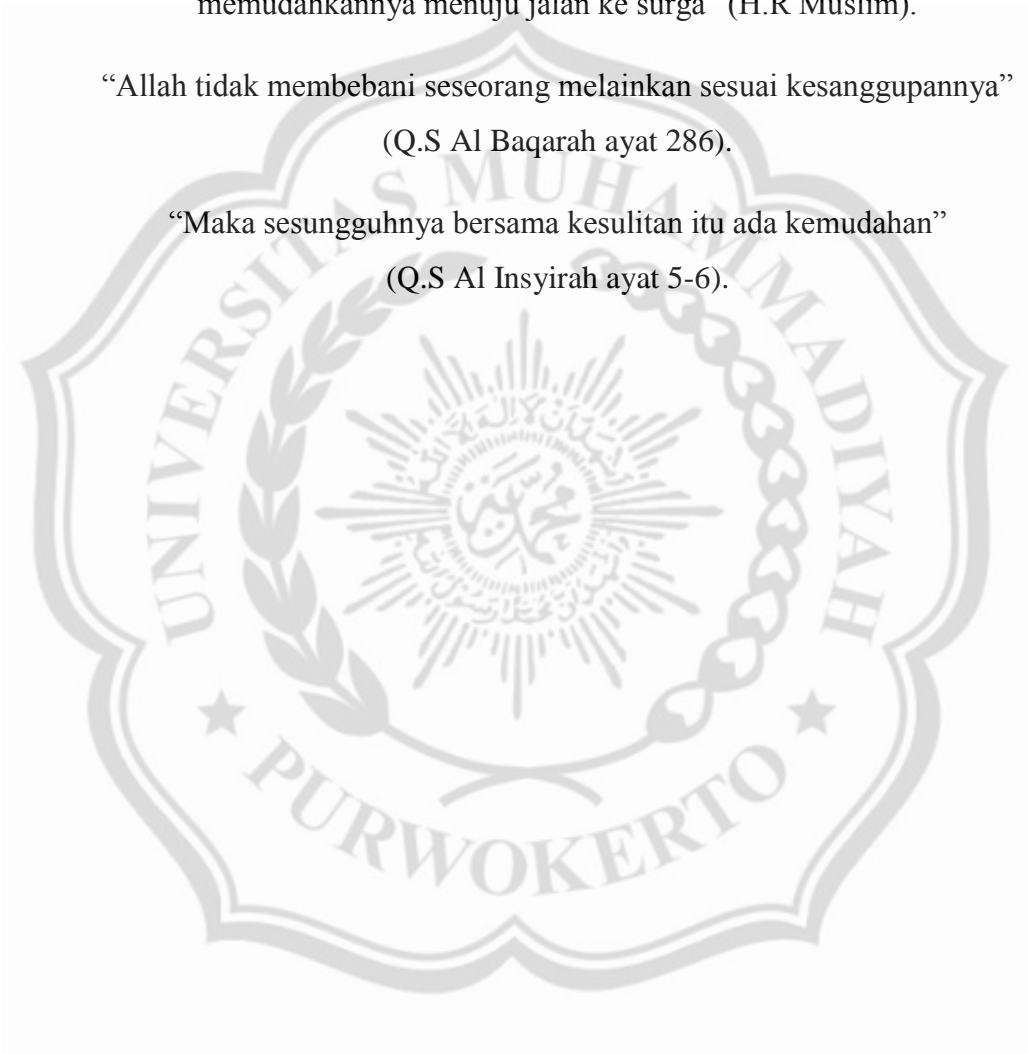 memudahkannya menuju jalan ke surga” (H.R Muslim).
“Allah tidak membebani seseorang melainkan sesuai kesanggupannya”
(Q.S Al Baqarah ayat 286).
“Maka sesungguhnya bersama kesulitan itu ada kemudahan”
(Q.S Al Insyirah ayat 5-6).
UNIVERSITAS MUHAMMADIYAH
PURWOKERTO